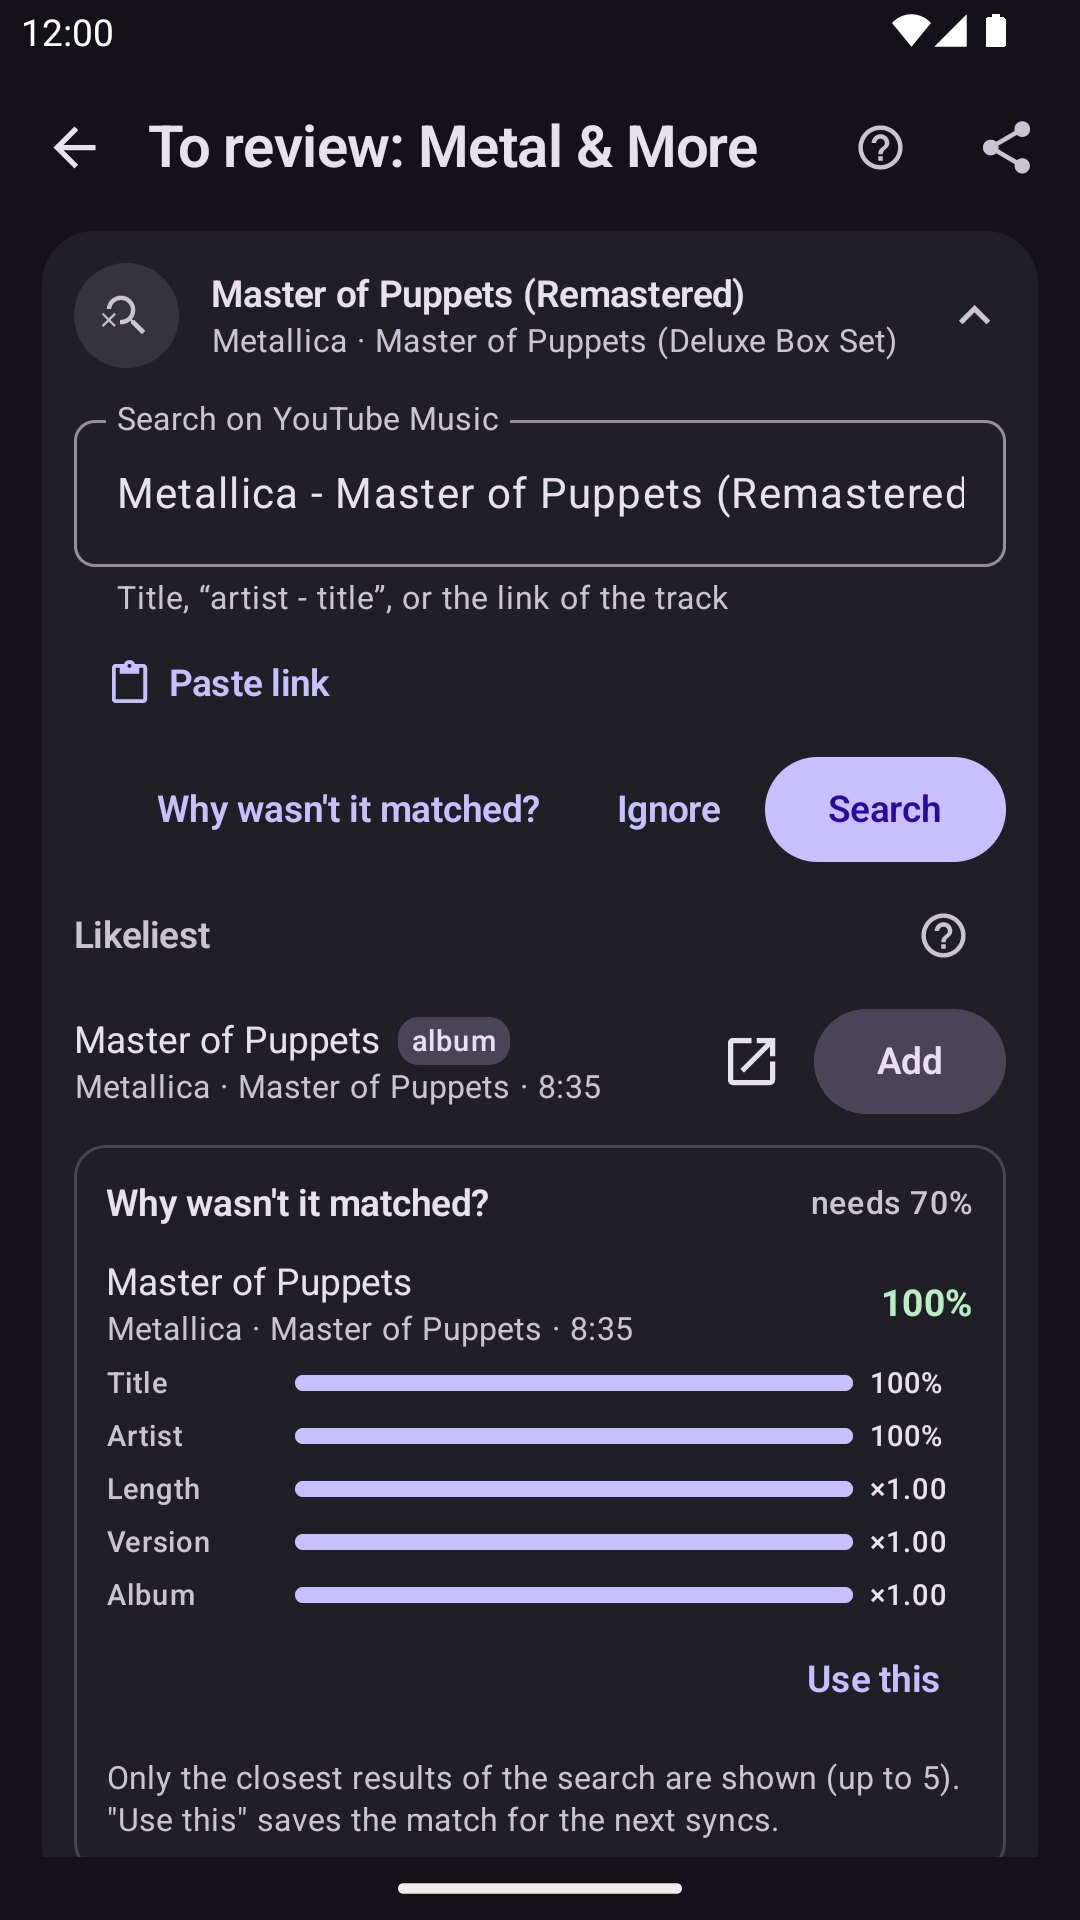 12:00
To review: Metal & More
Master of Puppets (Remastered)
Metallica · Master of Puppets (Deluxe Box Set)
Search on YouTube Music
Metallica - Master of Puppets (Remastered
Title, “artist - title”, or the link of the track
Paste link
Why wasn't it matched?
Ignore
Search
Likeliest
Master of Puppets album
Metallica · Master of Puppets · 8:35
Add
Why wasn't it matched?
needs 70%
Master of Puppets
Metallica · Master of Puppets · 8:35
100%
Title 100%
Artist 100%
Length ×1.00
Version ×1.00
Album ×1.00
Use this
Only the closest results of the search are shown (up to 5).
"Use this" saves the match for the next syncs.